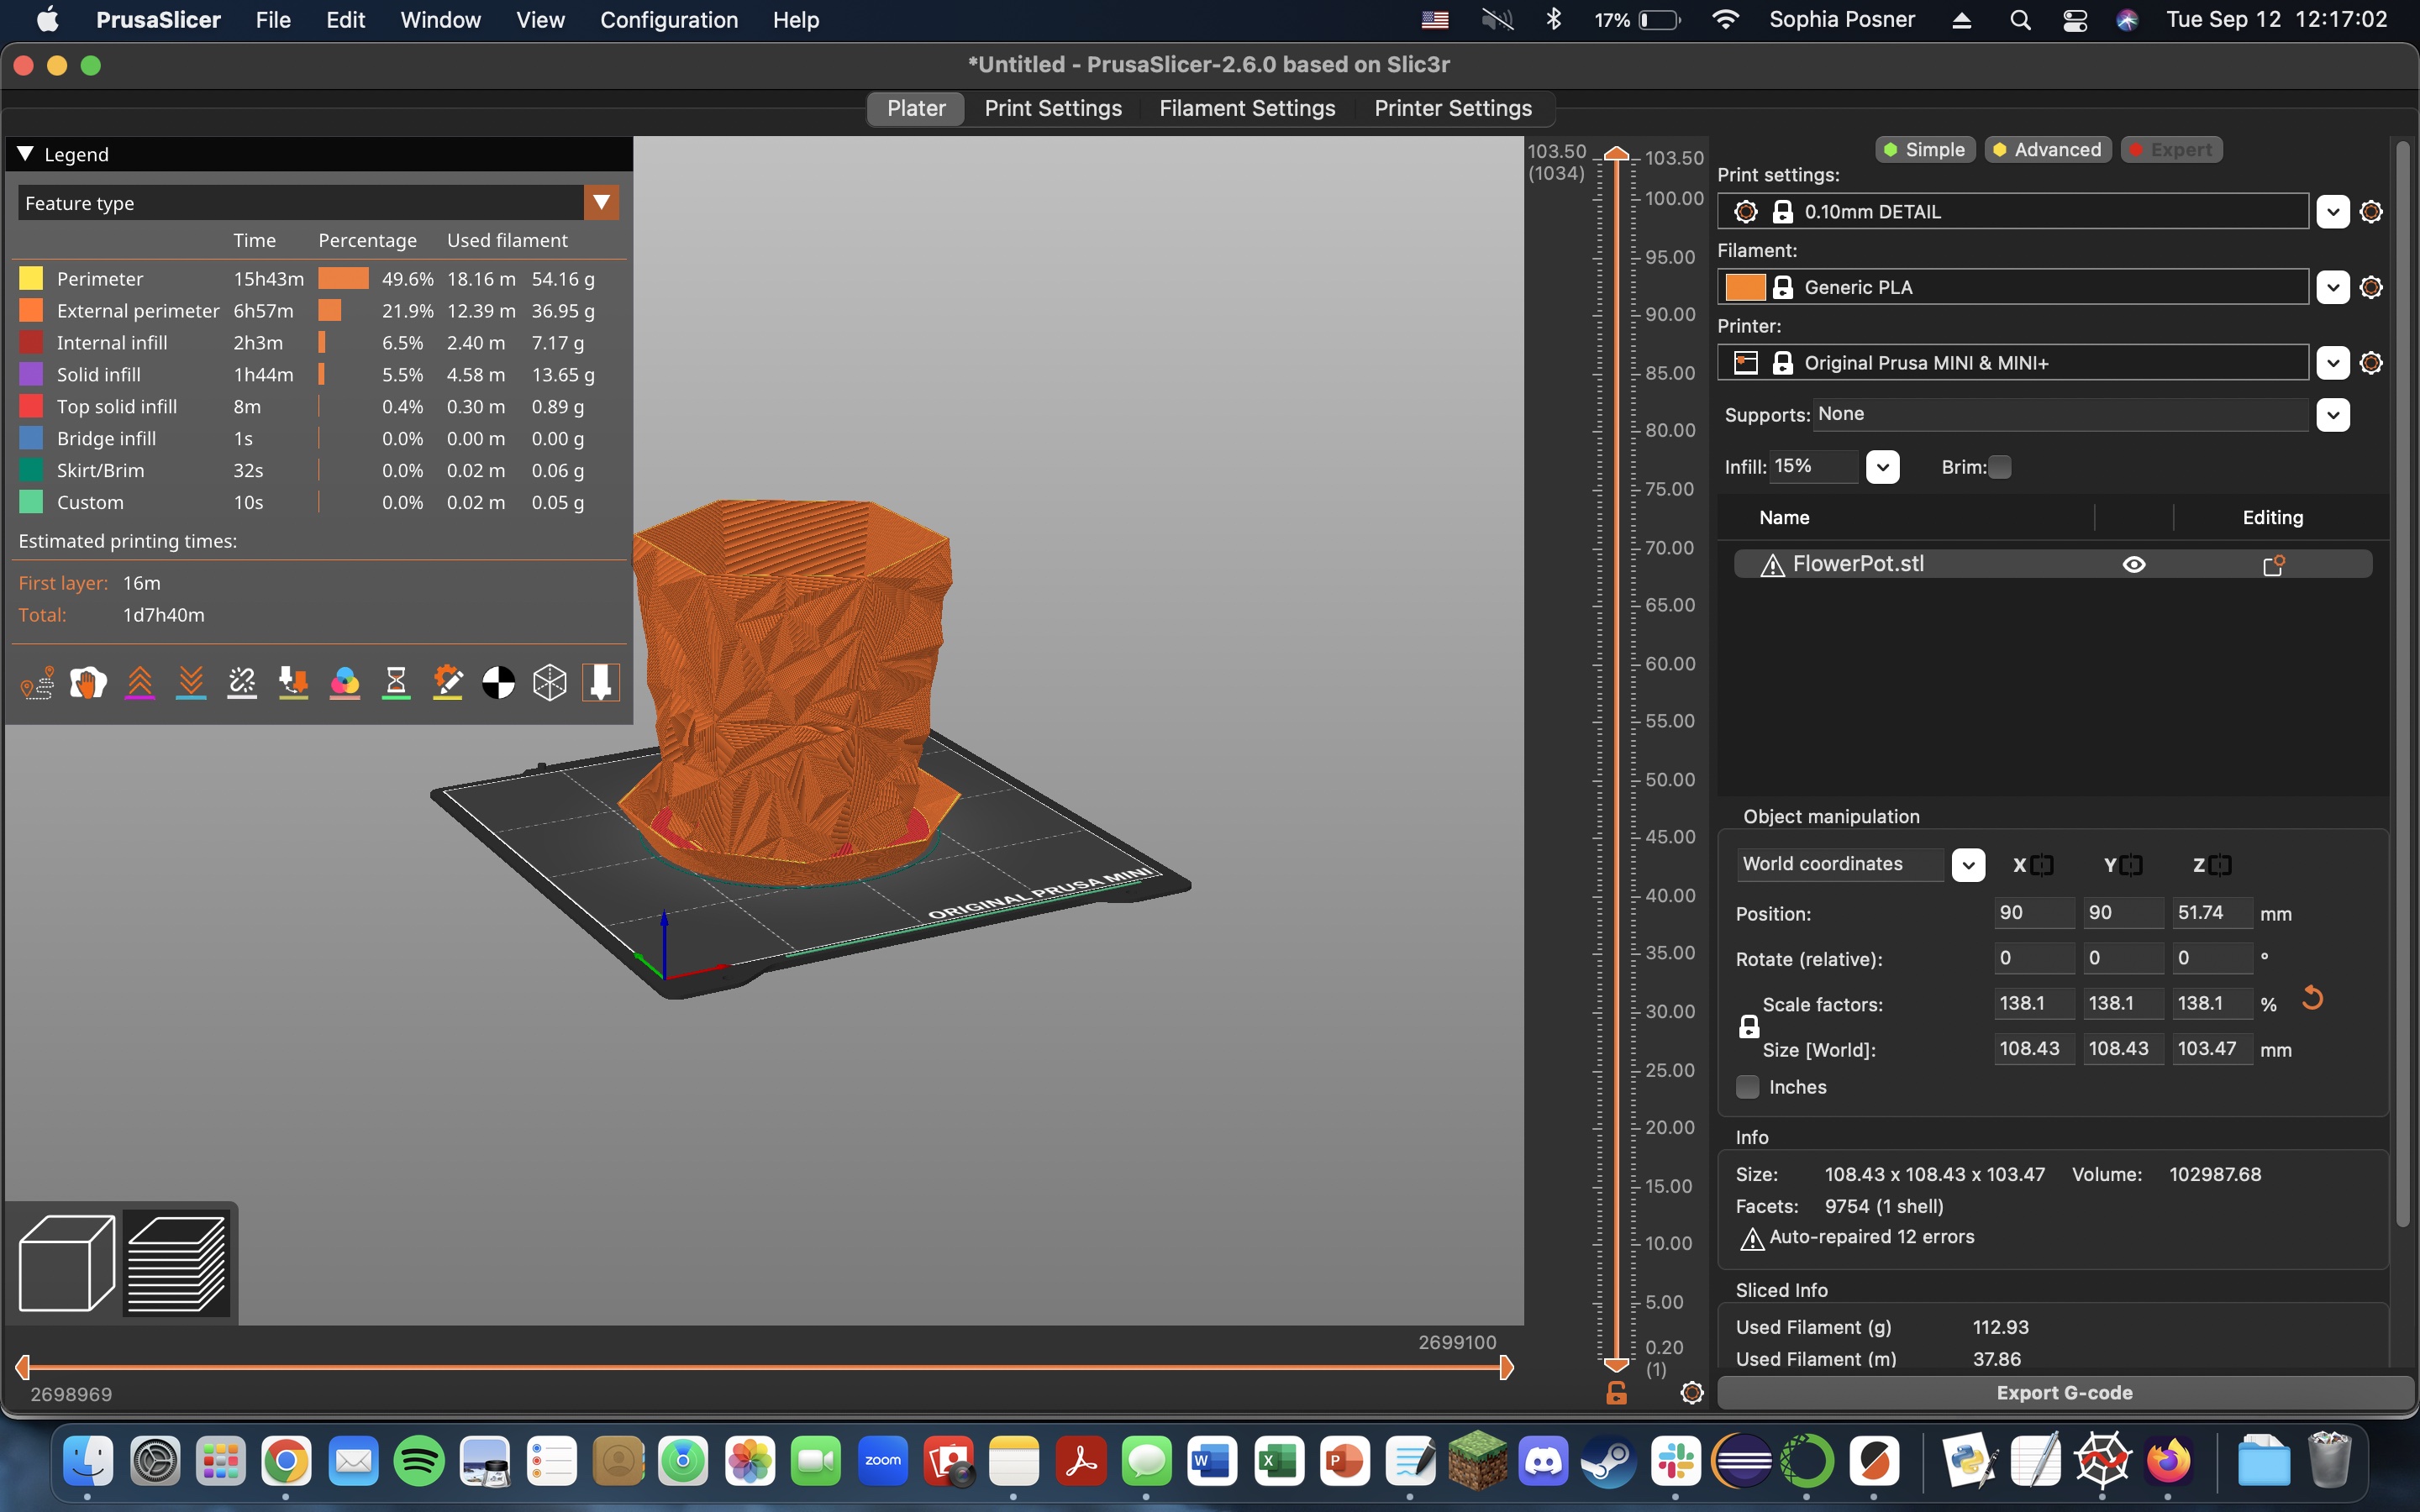 PrusaSlicer File Edit Window View Configuration Help 17% Sophia Posner Tue Sep 12 12:17:02
*Untitled - PrusaSlicer-2.6.0 based on Slic3r
Plater Print Settings Filament Settings Printer Settings
Legend
Feature type
Time Percentage Used filament
Perimeter 15h43m 49.6% 18.16 m 54.16 g
External perimeter 6h57m 21.9% 12.39 m 36.95 g
Internal infill 2h3m 6.5% 2.40 m 7.17 g
Solid infill 1h44m 5.5% 4.58 m 13.65 g
Top solid infill 8m 0.4% 0.30 m 0.89 g
Bridge infill 1s 0.0% 0.00 m 0.00 g
Skirt/Brim 32s 0.0% 0.02 m 0.06 g
Custom 10s 0.0% 0.02 m 0.05 g
Estimated printing times:
First layer: 16m
Total: 1d7h40m
ORIGINAL PRUSA MINI
2699100
2698969
103.50
(1034)
103.50
100.00
95.00
90.00
85.00
80.00
75.00
70.00
65.00
60.00
55.00
50.00
45.00
40.00
35.00
30.00
25.00
20.00
15.00
10.00
5.00
0.20
(1)
Simple Advanced Expert
Print settings:
0.10mm DETAIL
Filament:
Generic PLA
Printer:
Original Prusa MINI & MINI+
Supports: None
Infill: 15% Brim:
Name Editing
FlowerPot.stl
Object manipulation
World coordinates X Y Z
Position: 90 90 51.74 mm
Rotate (relative): 0 0 0 °
Scale factors: 138.1 138.1 138.1 %
Size [World]: 108.43 108.43 103.47 mm
Inches
Info
Size: 108.43 x 108.43 x 103.47 Volume: 102987.68
Facets: 9754 (1 shell)
Auto-repaired 12 errors
Sliced Info
Used Filament (g) 112.93
Used Filament (m) 37.86
Export G-code
zoom
W X P